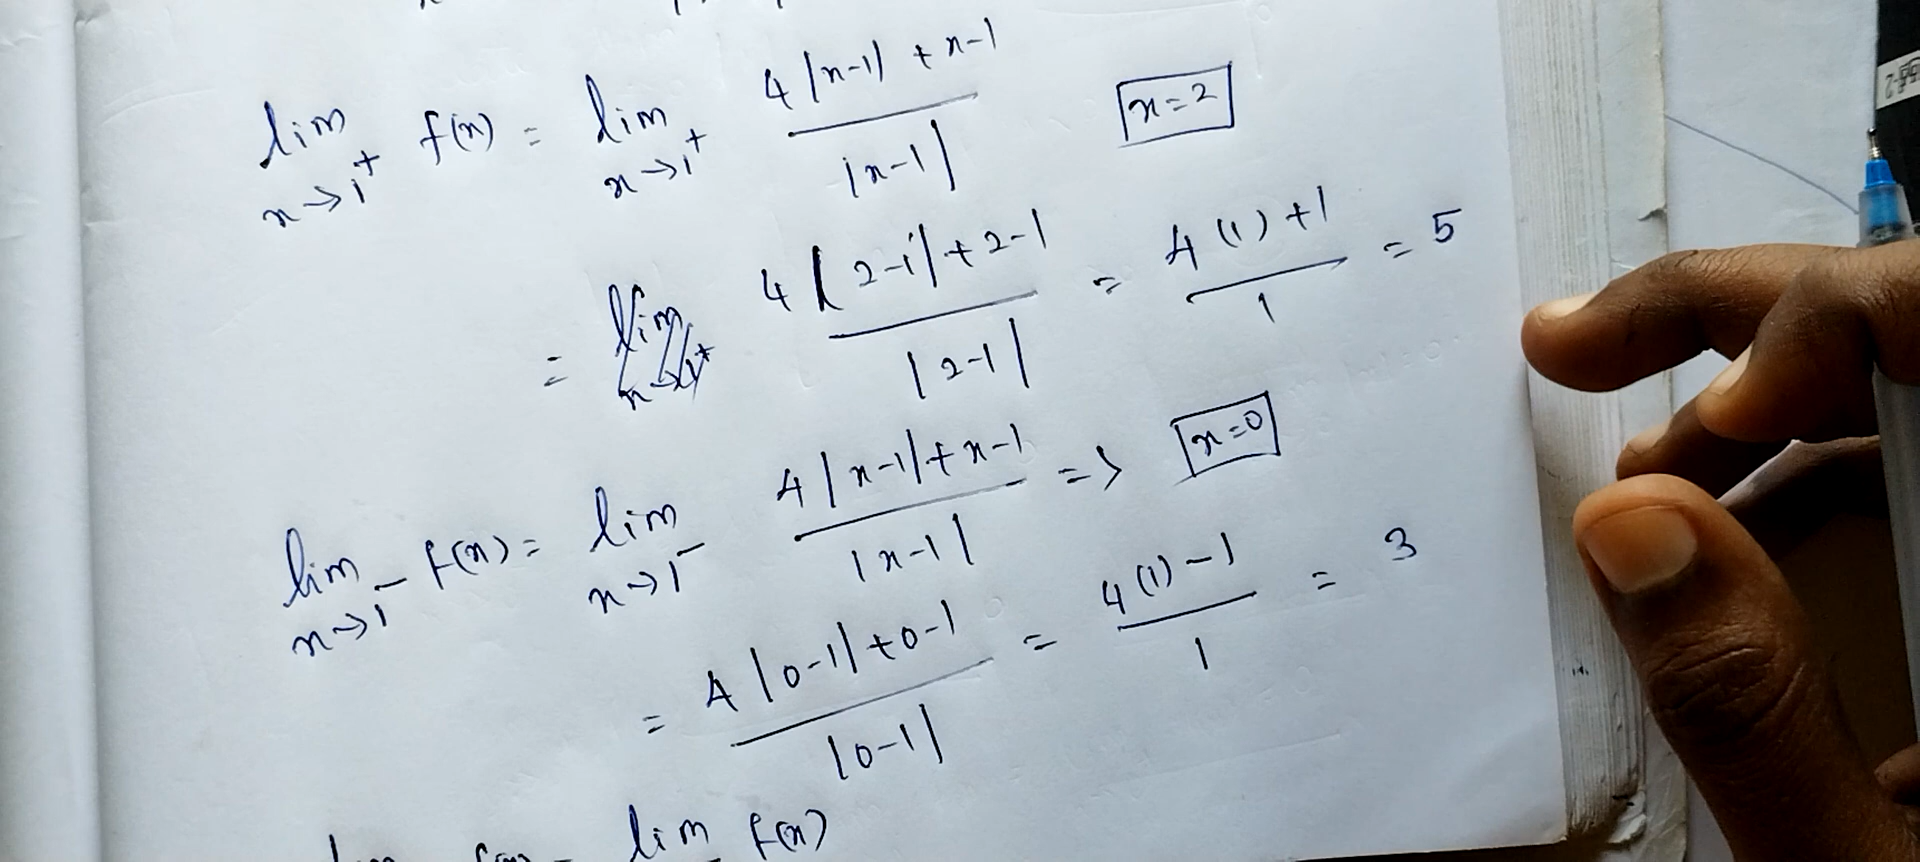 lim x→1⁺ f(x) = lim x→1⁺ 4|x-1| + x-1 / |x-1| x=2
= lim x→1⁺ 4|2-1|+2-1 / |2-1| = 4(1)+1 / 1 = 5
lim x→1⁻ f(x) = lim x→1⁻ 4|x-1|+x-1 / |x-1| => x=0
= 4|0-1|+0-1 / |0-1| = 4(1)-1 / 1 = 3
lim f(x)